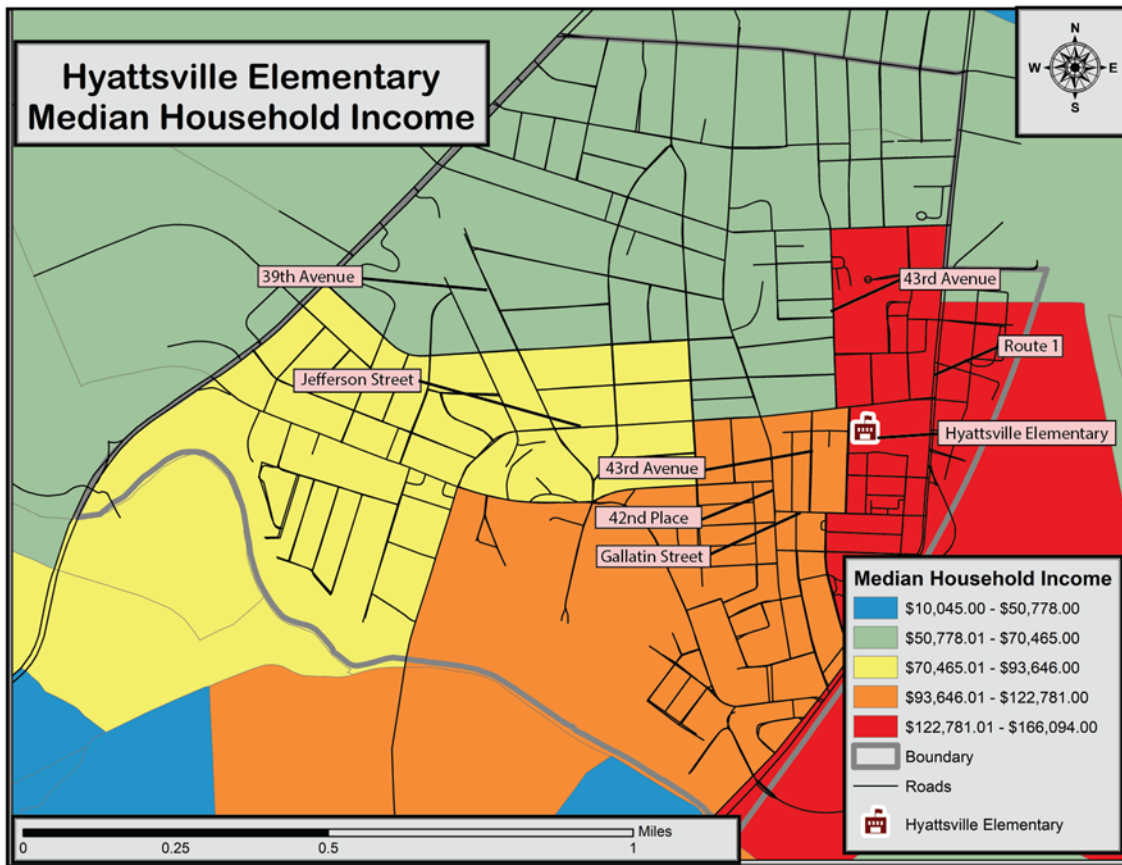 Hyattsville Elementary
Median Household Income
N
W
E
S
39th Avenue
43rd Avenue
Route 1
Jefferson Street
Hyattsville Elementary
43rd Avenue
42nd Place
Gallatin Street
Median Household Income
$10,045.00 - $50,778.00
$50,778.01 - $70,465.00
$70,465.01 - $93,646.00
$93,646.01 - $122,781.00
$122,781.01 - $166,094.00
Boundary
Roads
Hyattsville Elementary
Miles
0 0.25 0.5 1